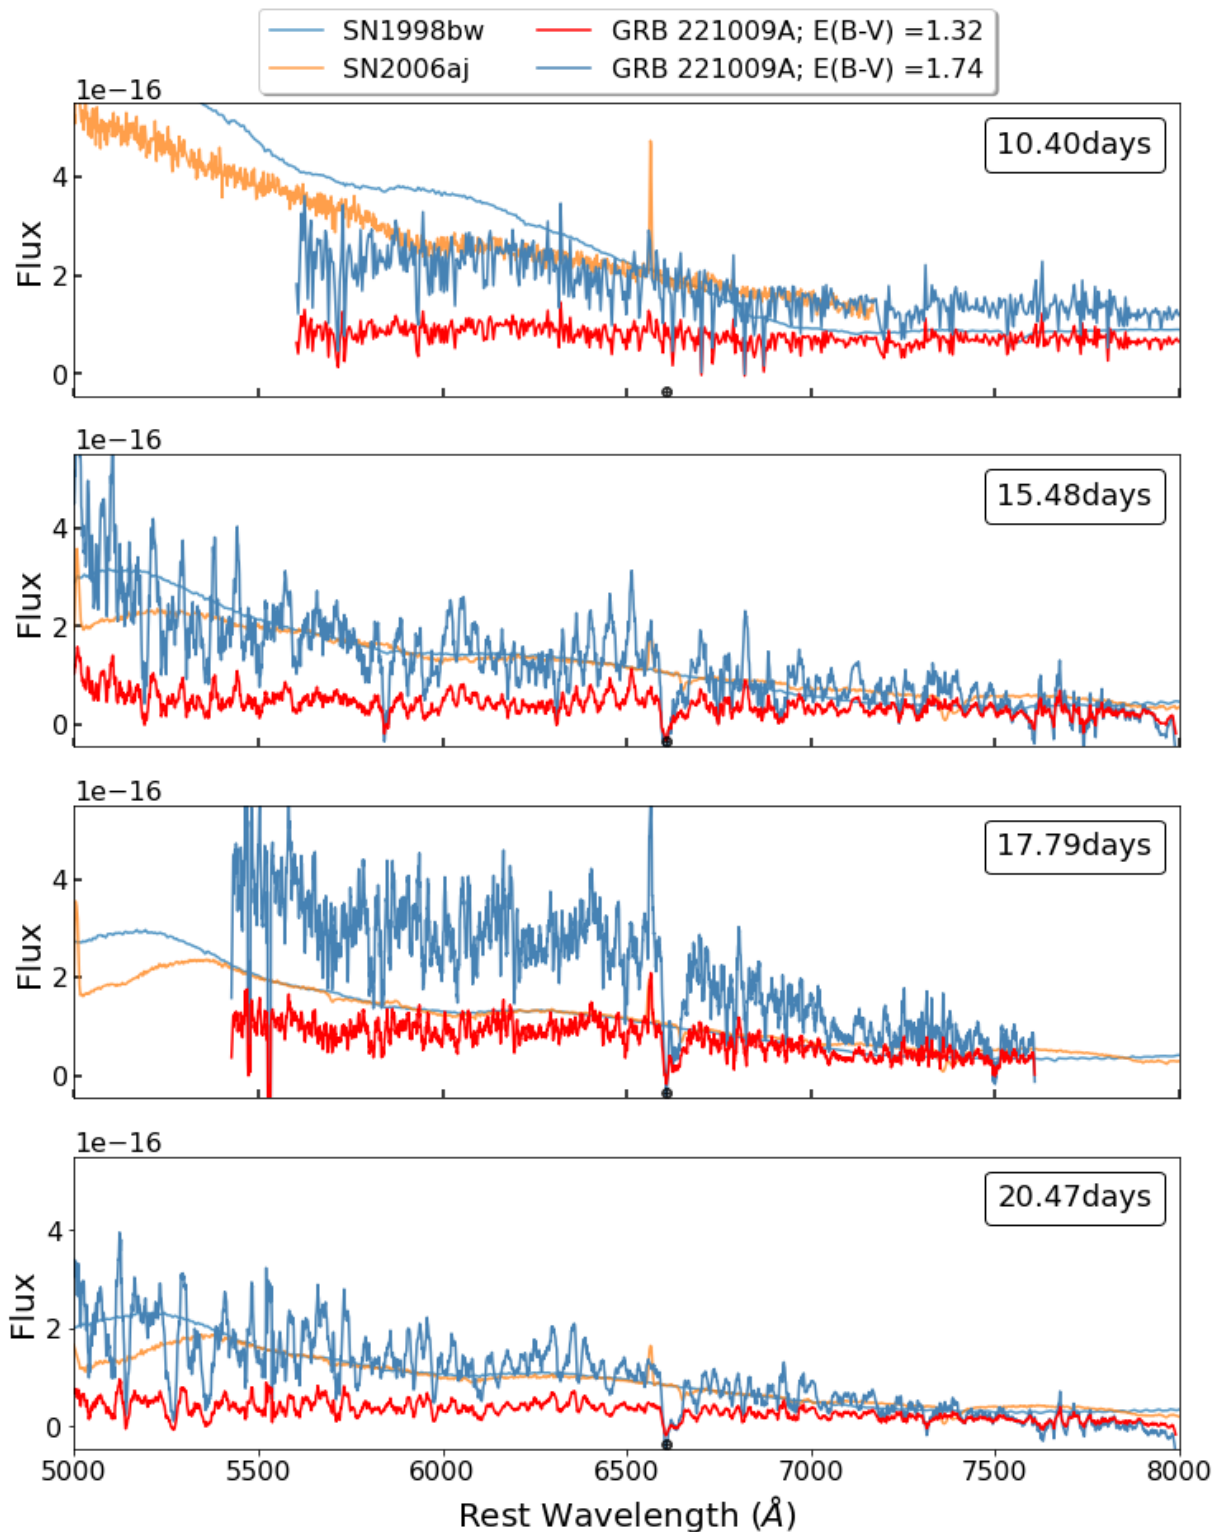 SN1998bw GRB 221009A; E(B-V) =1.32
SN2006aj GRB 221009A; E(B-V) =1.74
1e−16
10.40days
4
2
0
Flux
1e−16
15.48days
4
2
0
Flux
1e−16
17.79days
4
2
0
Flux
1e−16
20.47days
4
2
0
Flux
5000 5500 6000 6500 7000 7500 8000
Rest Wavelength (Å)